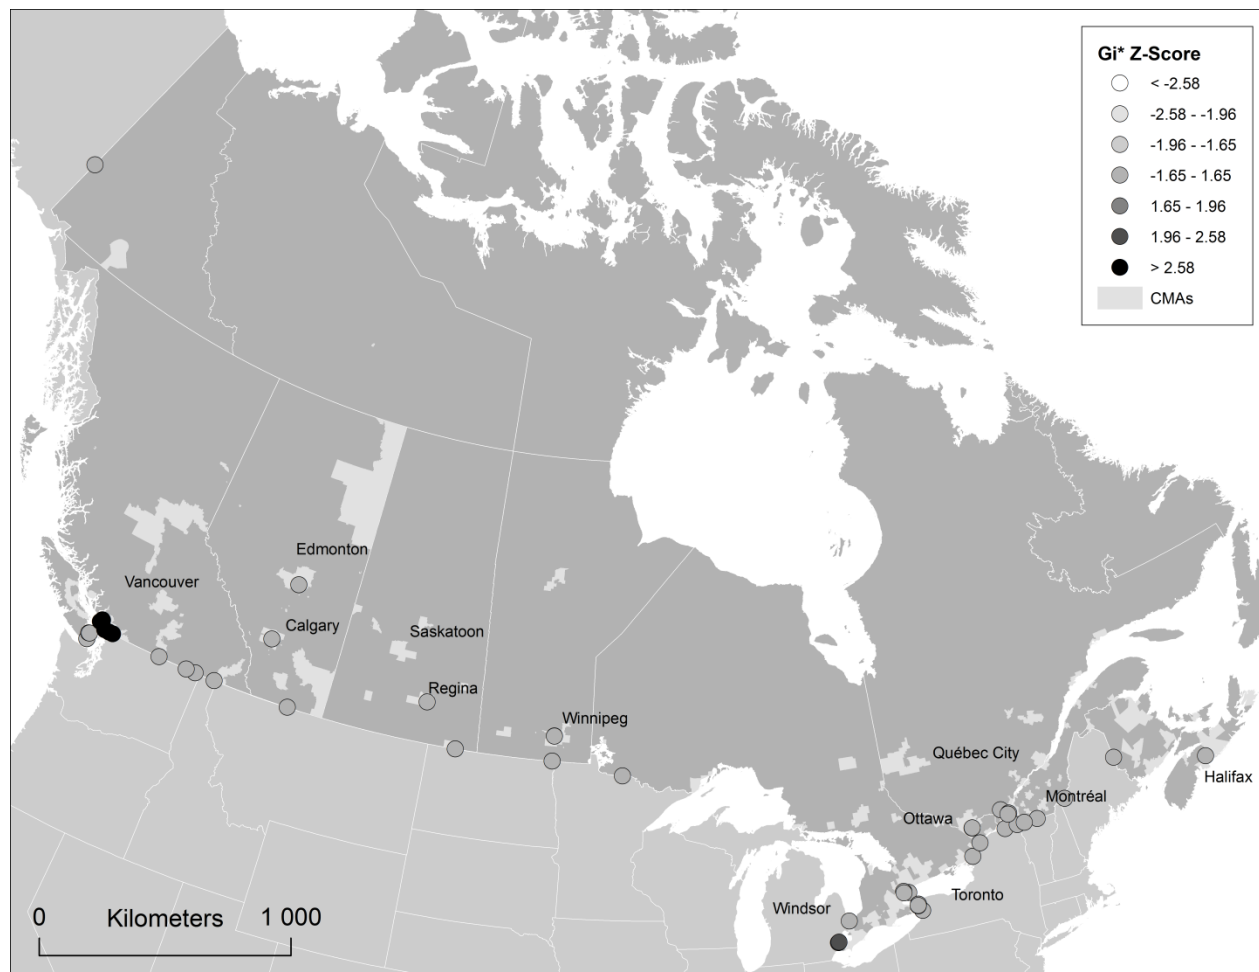 Gi* Z-Score
< -2.58
-2.58 - -1.96
-1.96 - -1.65
-1.65 - 1.65
1.65 - 1.96
1.96 - 2.58
> 2.58
CMAs
Edmonton
Vancouver
Calgary
Saskatoon
Regina
Winnipeg
Québec City
Halifax
Montréal
Ottawa
Toronto
Windsor
0 Kilometers 1 000